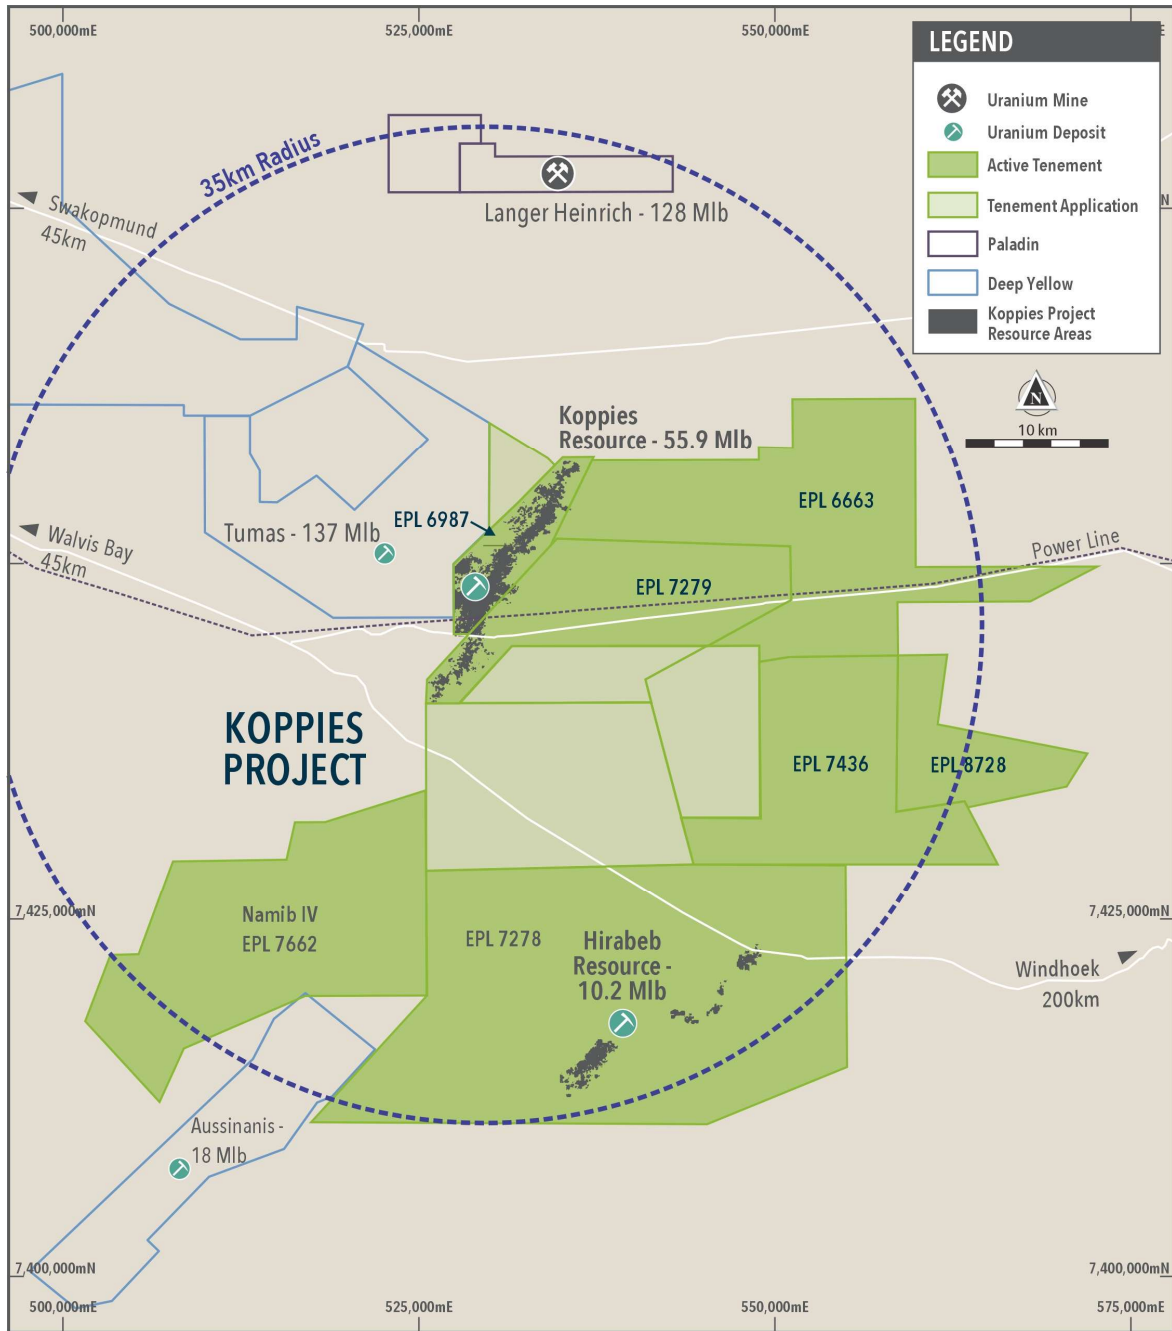 500,000mE
525,000mE
550,000mE
E
LEGEND
Uranium Mine
Uranium Deposit
Active Tenement
Tenement Application
Paladin
Deep Yellow
Koppies Project
Resource Areas
N
35km Radius
Swakopmund
45km
Langer Heinrich - 128 Mlb
N
10 km
Koppies
Resource - 55.9 Mlb
EPL 6663
EPL 6987
Tumas - 137 Mlb
Walvis Bay
45km
Power Line
EPL 7279
KOPPIES
PROJECT
EPL 7436
EPL 8728
7,425,000mN
7,425,000mN
Namib IV
EPL 7662
EPL 7278
Hirabeb
Resource -
10.2 Mlb
Windhoek
200km
Aussinanis -
18 Mlb
7,400,000mN
7,400,000mN
500,000mE
525,000mE
550,000mE
575,000mE